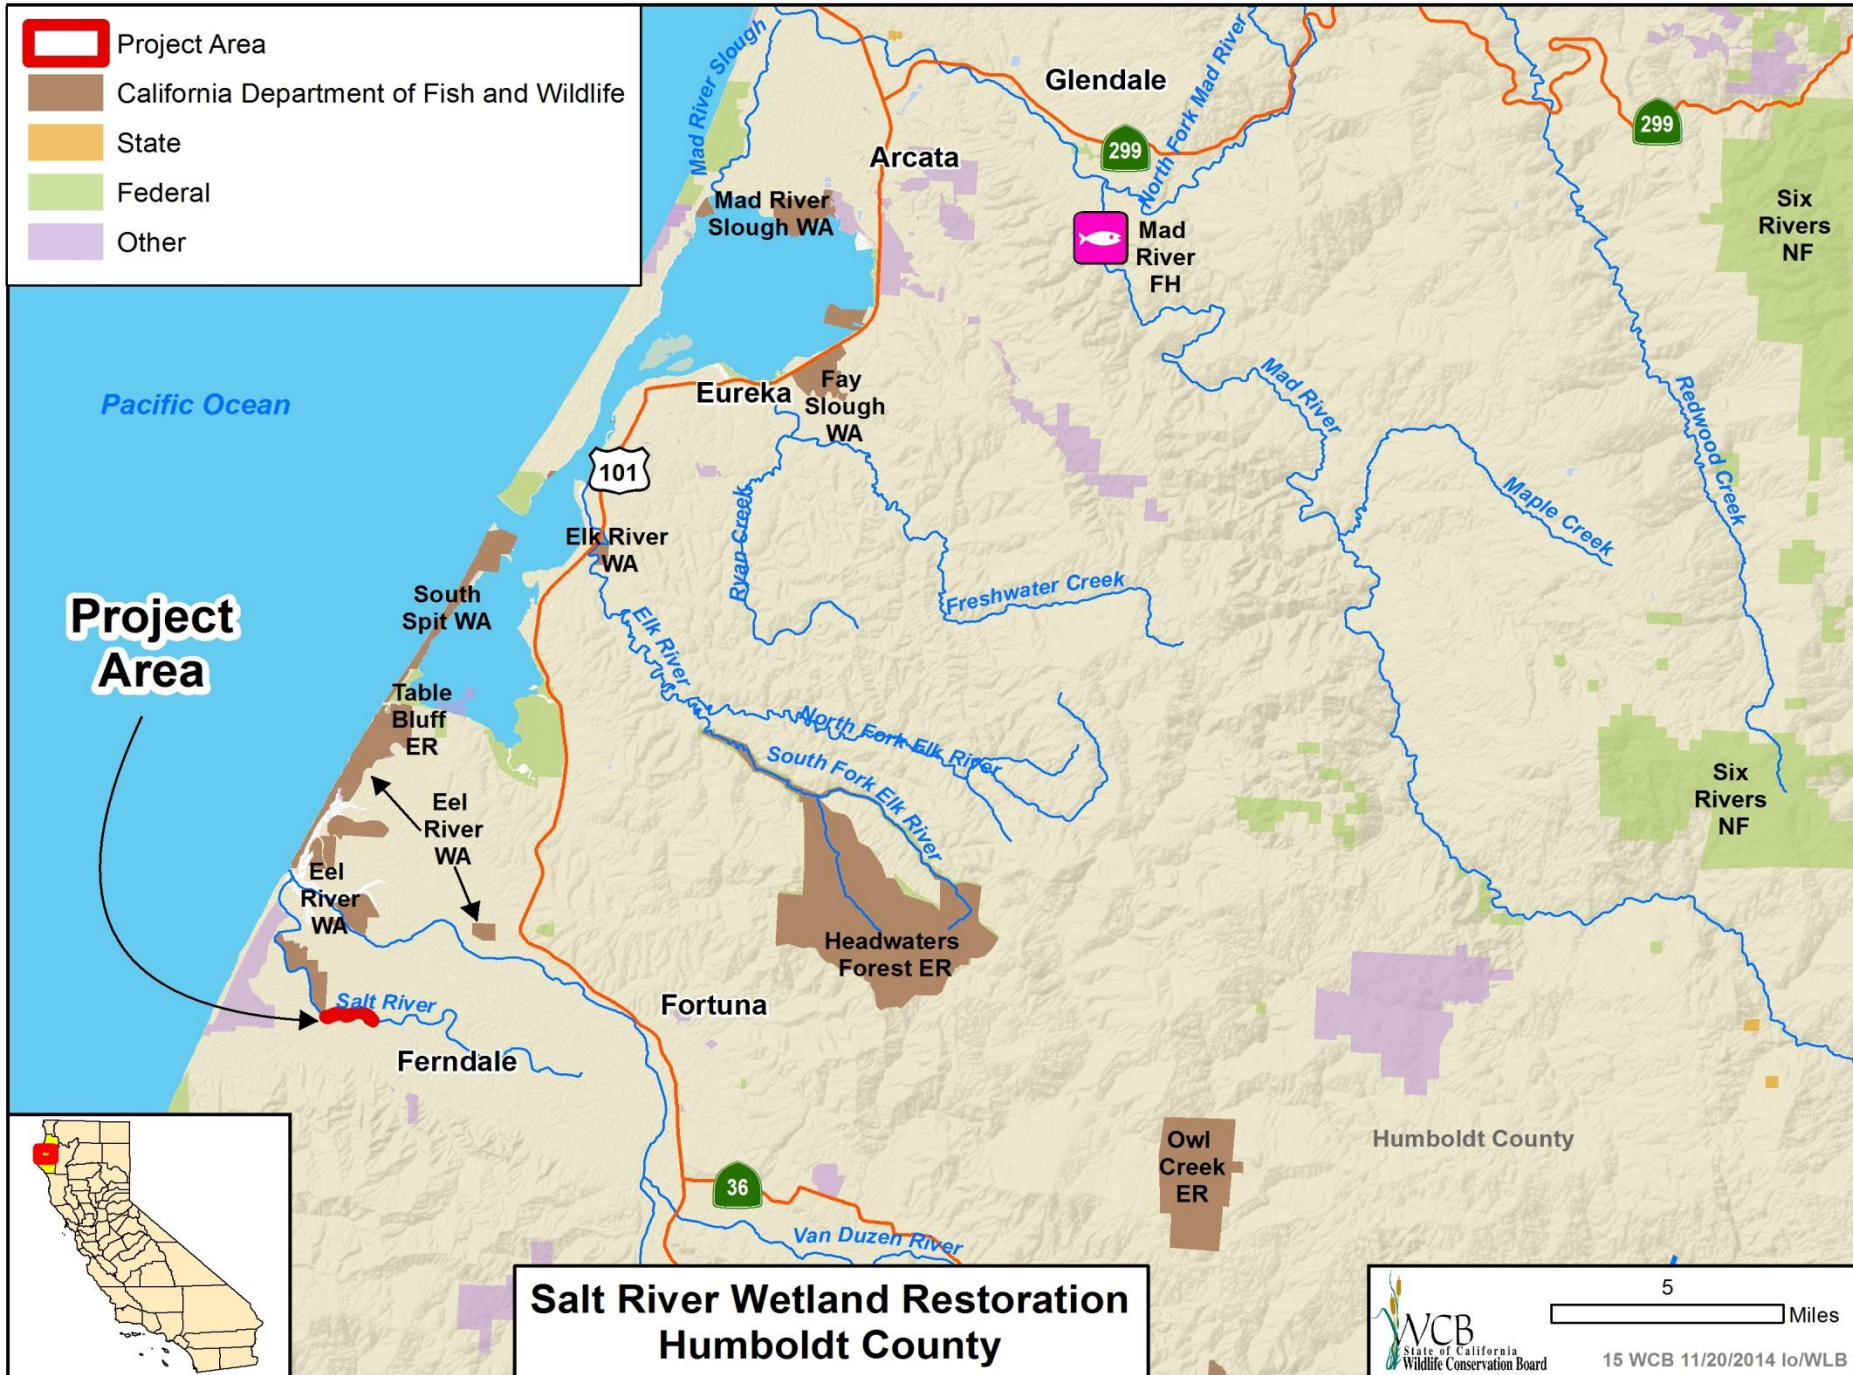 Project Area
California Department of Fish and Wildlife
State
Federal
Other
Mad River Slough
Glendale
North Fork Mad River
299
299
Arcata
Mad River
Slough WA
Mad
River
FH
Six
Rivers
NF
Pacific Ocean
Eureka
Fay
Slough
WA
Mad River
Redwood Creek
101
Maple Creek
Ryan Creek
Elk River
WA
Freshwater Creek
South
Spit WA
Project
Area
Elk River
Table
Bluff
ER
North Fork Elk River
South Fork Elk River
Six
Rivers
NF
Eel
River
WA
Eel
River
WA
Headwaters
Forest ER
Salt River
Fortuna
Ferndale
Owl
Creek
ER
Humboldt County
36
Van Duzen River
Salt River Wetland Restoration
Humboldt County
WCB
State of California
Wildlife Conservation Board
5
Miles
15 WCB 11/20/2014 lo/WLB